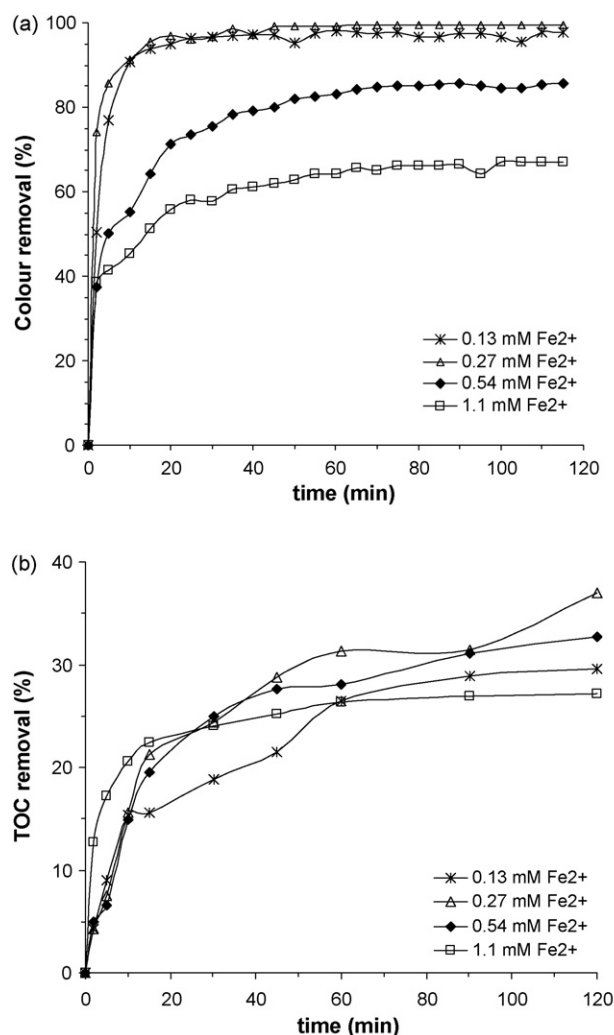 (a)
100
80
60
40
20
0
Colour removal (%)
0.13 mM Fe2+
0.27 mM Fe2+
0.54 mM Fe2+
1.1 mM Fe2+
0 20 40 60 80 100 120
time (min)
(b)
40
30
20
10
0
TOC removal (%)
0.13 mM Fe2+
0.27 mM Fe2+
0.54 mM Fe2+
1.1 mM Fe2+
0 20 40 60 80 100 120
time (min)